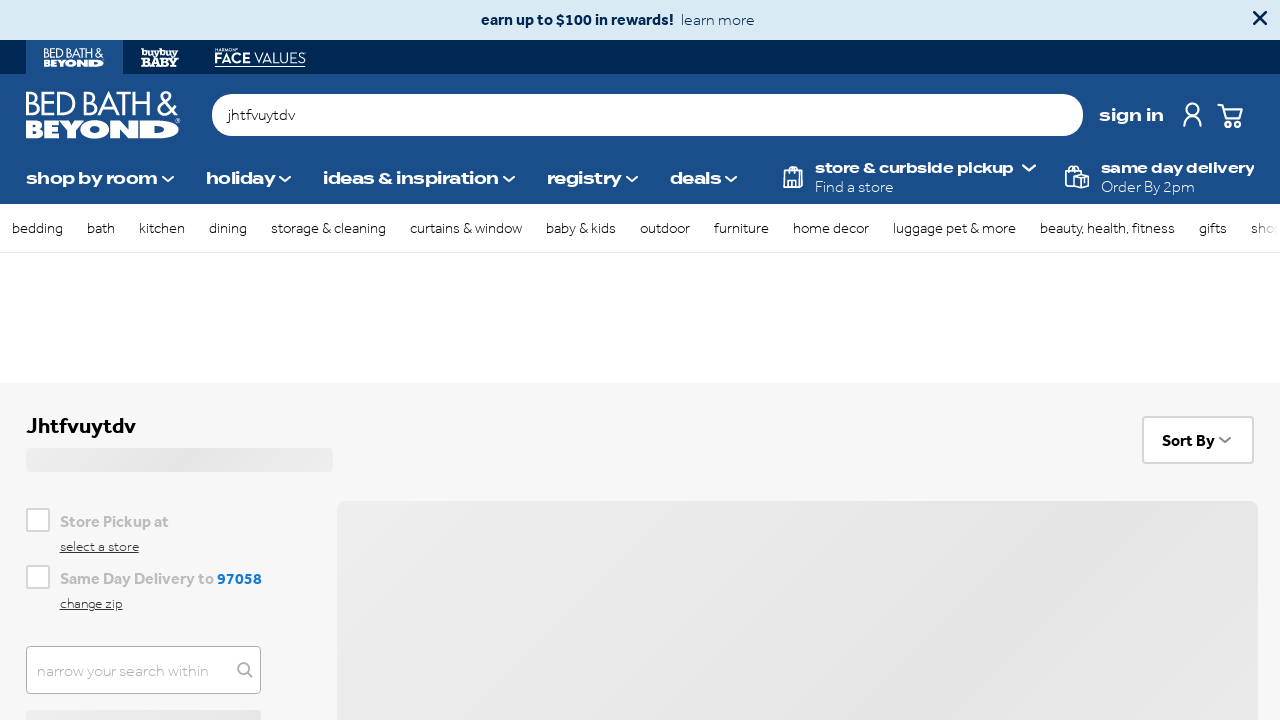 earn up to $100 in rewards! learn more
BED BATH & BEYOND
buybuy BABY
HARMON FACE VALUES
BED BATH &
BEYOND
jhtfvuytdv
sign in
shop by room
holiday
ideas & inspiration
registry
deals
store & curbside pickup
Find a store
same day delivery
Order By 2pm
bedding
bath
kitchen
dining
storage & cleaning
curtains & window
baby & kids
outdoor
furniture
home decor
luggage pet & more
beauty, health, fitness
gifts
Jhtfvuytdv
Sort By
Store Pickup at
select a store
Same Day Delivery to 97058
change zip
narrow your search within